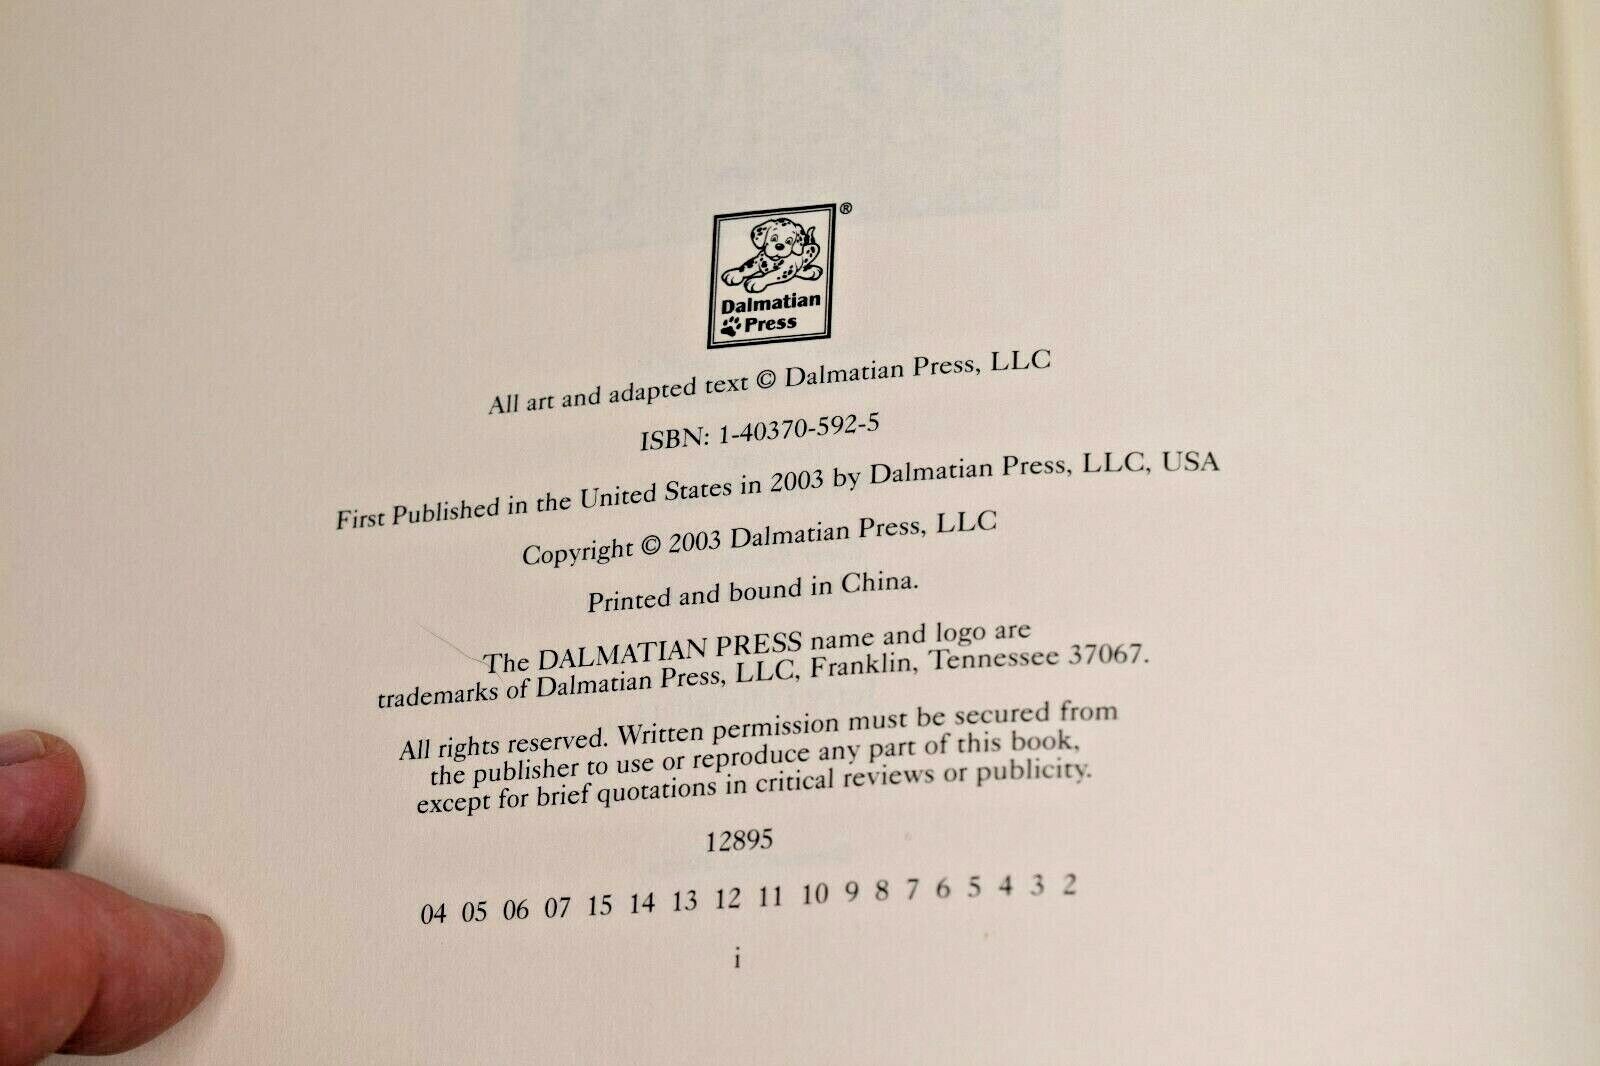 ®
Dalmatian
Press
All art and adapted text © Dalmatian Press, LLC
ISBN: 1-40370-592-5
First Published in the United States in 2003 by Dalmatian Press, LLC, USA
Copyright © 2003 Dalmatian Press, LLC
Printed and bound in China.
The DALMATIAN PRESS name and logo are
trademarks of Dalmatian Press, LLC, Franklin, Tennessee 37067.
All rights reserved. Written permission must be secured from
the publisher to use or reproduce any part of this book,
except for brief quotations in critical reviews or publicity.
12895
04 05 06 07 15 14 13 12 11 10 9 8 7 6 5 4 3 2
i